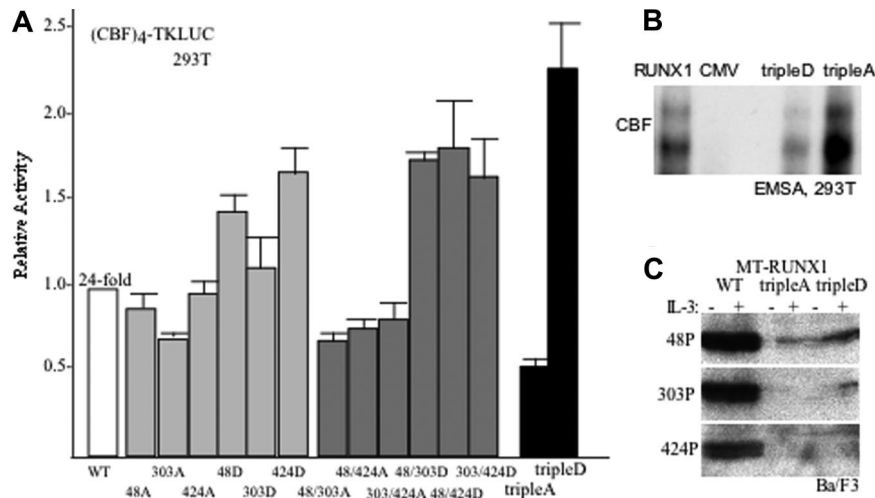 A
(CBF)4-TKLUC
293T
Relative Activity
2.5
2.0
1.5
1.0
0.5
24-fold
WT 303A 48D 424D 48/424A 48/303D 303/424D tripleD
48A 424A 303D 48/303A 303/424A 48/424D tripleA
B
RUNX1 CMV tripleD tripleA
CBF
EMSA, 293T
C
MT-RUNX1
WT tripleA tripleD
IL-3: - + - + - +
48P
303P
424P
Ba/F3